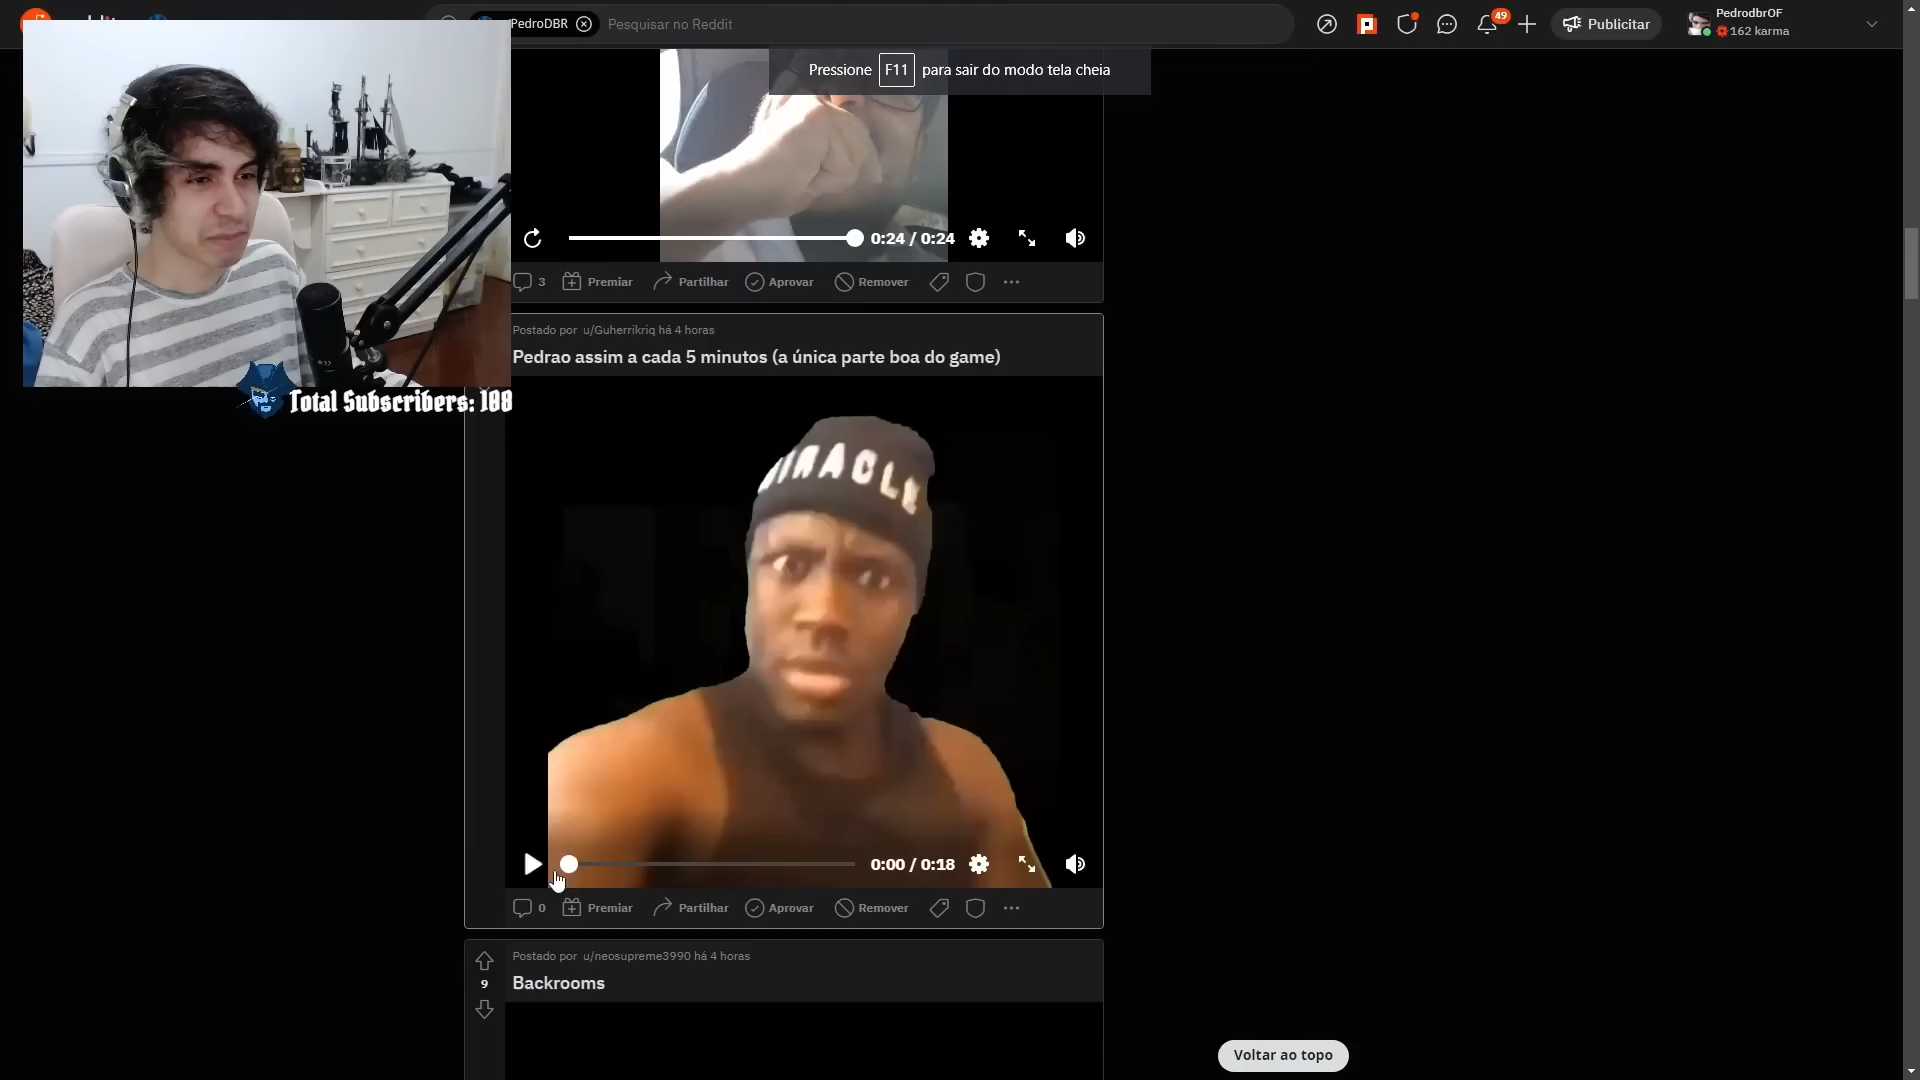 PedroDBR
Pesquisar no Reddit
49
Publicitar
PedrodbrOF
162 karma
Pressione F11 para sair do modo tela cheia
0:24 / 0:24
3 Premiar Partilhar Aprovar Remover
Postado por u/Guherrikriq há 4 horas
Pedrao assim a cada 5 minutos (a única parte boa do game)
Total Subscribers: 188
MIRACLE
0:00 / 0:18
0 Premiar Partilhar Aprovar Remover
Postado por u/neosupreme3990 há 4 horas
9
Backrooms
Voltar ao topo